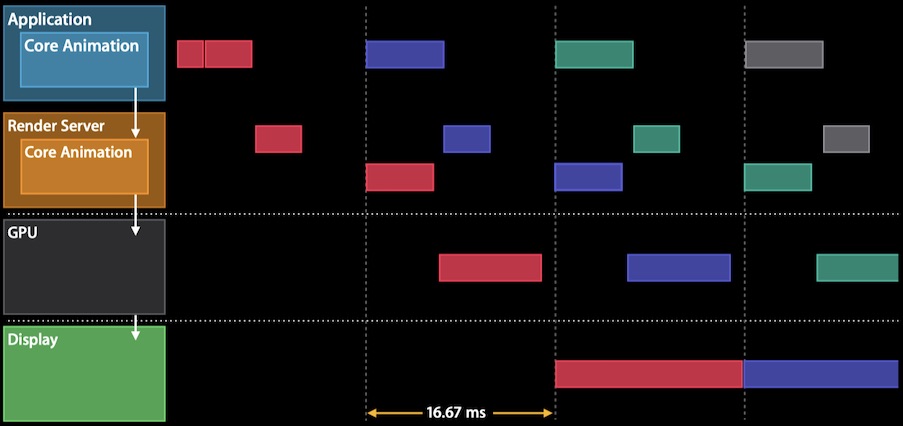 Application
Core Animation
Render Server
Core Animation
GPU
Display
16.67 ms